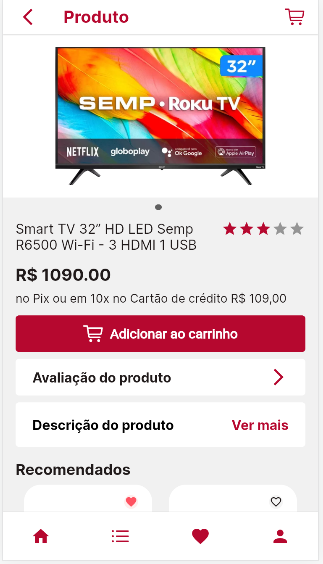 Produto
32”
SEMP • Roku TV
NETFLIX globoplay Ok Google Apple AirPlay
Smart TV 32” HD LED Semp
R6500 Wi-Fi - 3 HDMI 1 USB
R$ 1090.00
no Pix ou em 10x no Cartão de crédito R$ 109,00
Adicionar ao carrinho
Avaliação do produto
Descrição do produto Ver mais
Recomendados